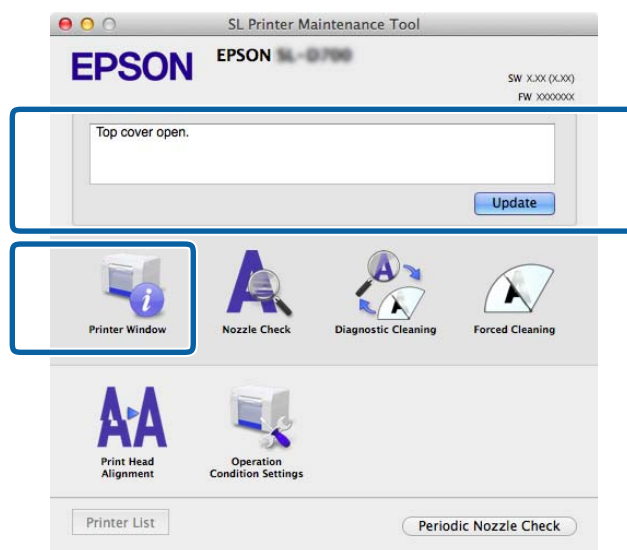 SL Printer Maintenance Tool
EPSON
EPSON
SW X.XX (X.XX)
FW XXXXXXX
Top cover open.
Update
Printer Window
Nozzle Check
Diagnostic Cleaning
Forced Cleaning
Print Head
Alignment
Operation
Condition Settings
Printer List
Periodic Nozzle Check